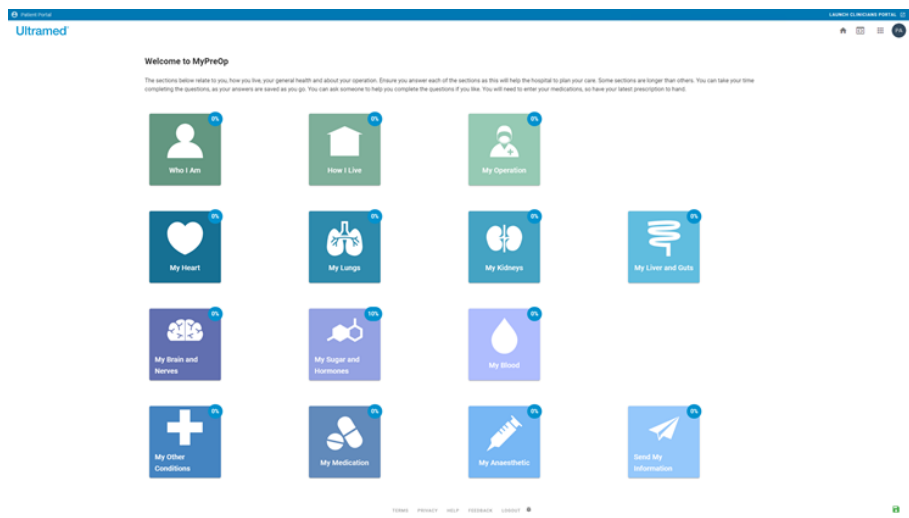 Patient Portal
LAUNCH CLINICIANS PORTAL
Ultramed
PA
Welcome to MyPreOp
The sections below relate to you, how you live, your general health and about your operation. Ensure you answer each of the sections as this will help the hospital to plan your care. Some sections are longer than others. You can take your time
completing the questions, as your answers are saved as you go. You can ask someone to help you complete the questions if you like. You will need to enter your medications, so have your latest prescription to hand.
0%
0%
0%
Who I Am
How I Live
My Operation
0%
0%
0%
0%
My Heart
My Lungs
My Kidneys
My Liver and Guts
0%
10%
0%
My Brain and
Nerves
My Sugar and
Hormones
My Blood
0%
0%
0%
0%
My Other
Conditions
My Medication
My Anaesthetic
Send My
Information
TERMS PRIVACY HELP FEEDBACK LOGOUT